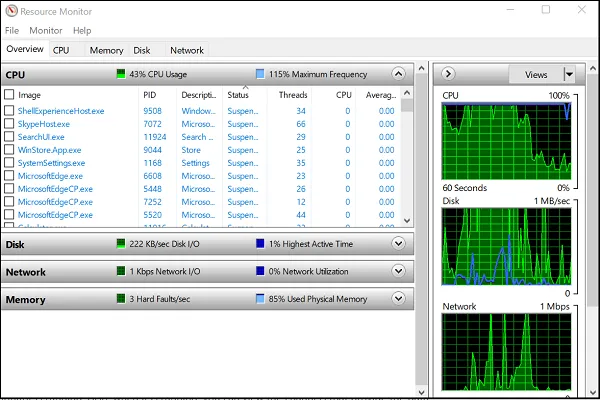 Resource Monitor
File Monitor Help
Overview CPU Memory Disk Network
CPU 43% CPU Usage 115% Maximum Frequency
Image PID Descripti... Status Threads CPU Averag...
ShellExperienceHost.exe 9508 Window... Suspen... 34 0 0.00
SkypeHost.exe 7072 Microso... Suspen... 66 0 0.00
SearchUI.exe 11924 Search ... Suspen... 29 0 0.00
WinStore.App.exe 9044 Store Suspen... 25 0 0.00
SystemSettings.exe 1168 Settings Suspen... 35 0 0.00
MicrosoftEdge.exe 6608 Microso... Suspen... 23 0 0.00
MicrosoftEdgeCP.exe 5448 Microso... Suspen... 26 0 0.00
MicrosoftEdgeCP.exe 7252 Microso... Suspen... 12 0 0.00
MicrosoftEdgeCP.exe 5520 Microso... Suspen... 44 0 0.00
Disk 222 KB/sec Disk I/O 1% Highest Active Time
Network 1 Kbps Network I/O 0% Network Utilization
Memory 3 Hard Faults/sec 85% Used Physical Memory
Views
CPU 100%
60 Seconds 0%
Disk 1 MB/sec
0
Network 1 Mbps